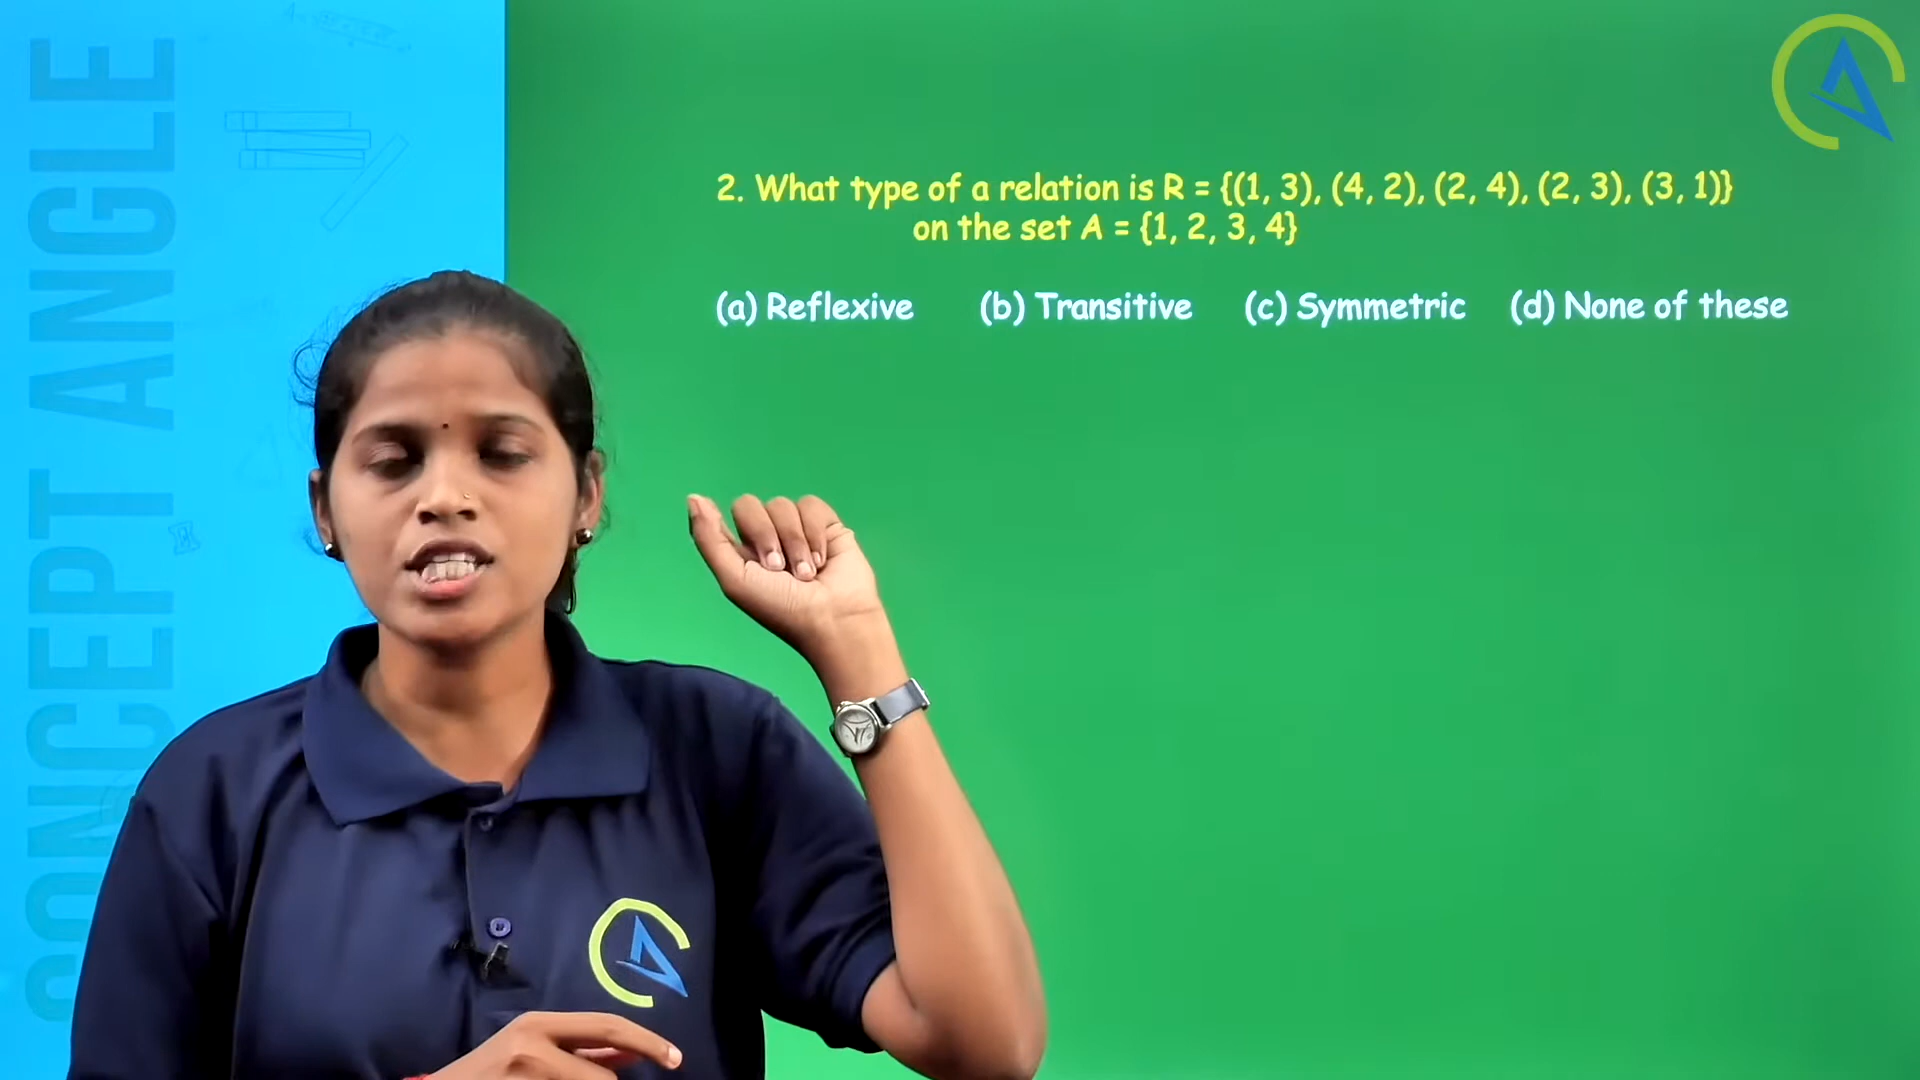 CONCEPT ANGLE
2. What type of a relation is R = {(1, 3), (4, 2), (2, 4), (2, 3), (3, 1)}
on the set A = {1, 2, 3, 4}
(a) Reflexive (b) Transitive (c) Symmetric (d) None of these